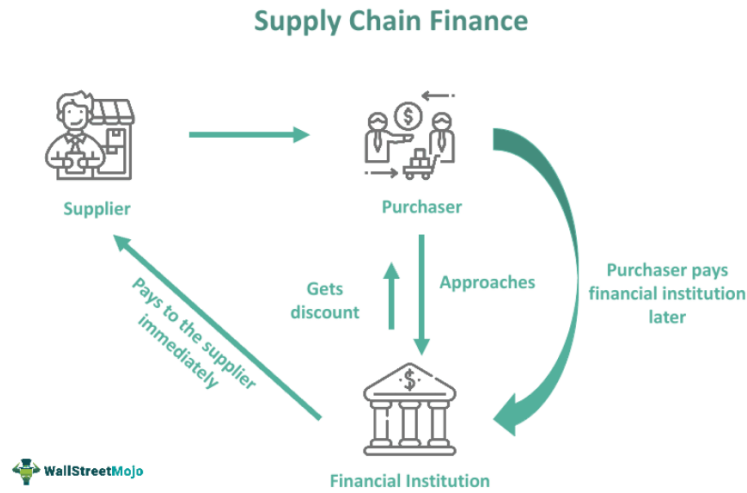 Supply Chain Finance
$
Supplier
Purchaser
Gets
discount
Approaches
Purchaser pays
financial institution
later
Pays to the supplier
immediately
$
WallStreetMojo
Financial Institution